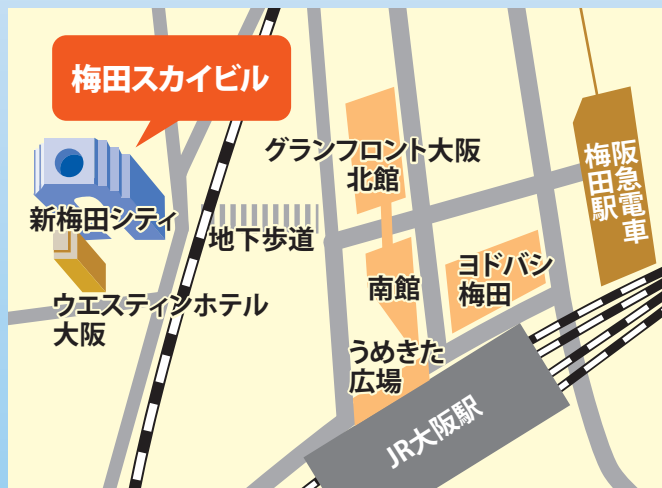 梅田スカイビル
グランフロント大阪
北館
阪急電車
梅田駅
新梅田シティ
地下歩道
ヨドバシ
梅田
南館
ウエスティンホテル
大阪
うめきた
広場
JR大阪駅